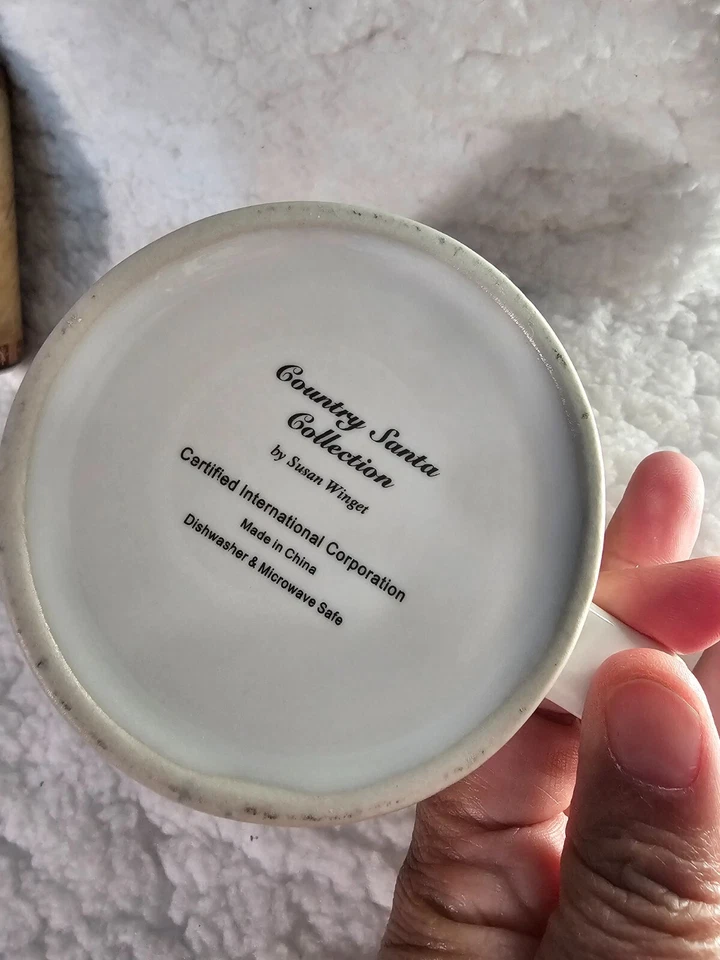 Country Santa
Collection
by Susan Winget
Certified International Corporation
Made in China
Dishwasher & Microwave Safe